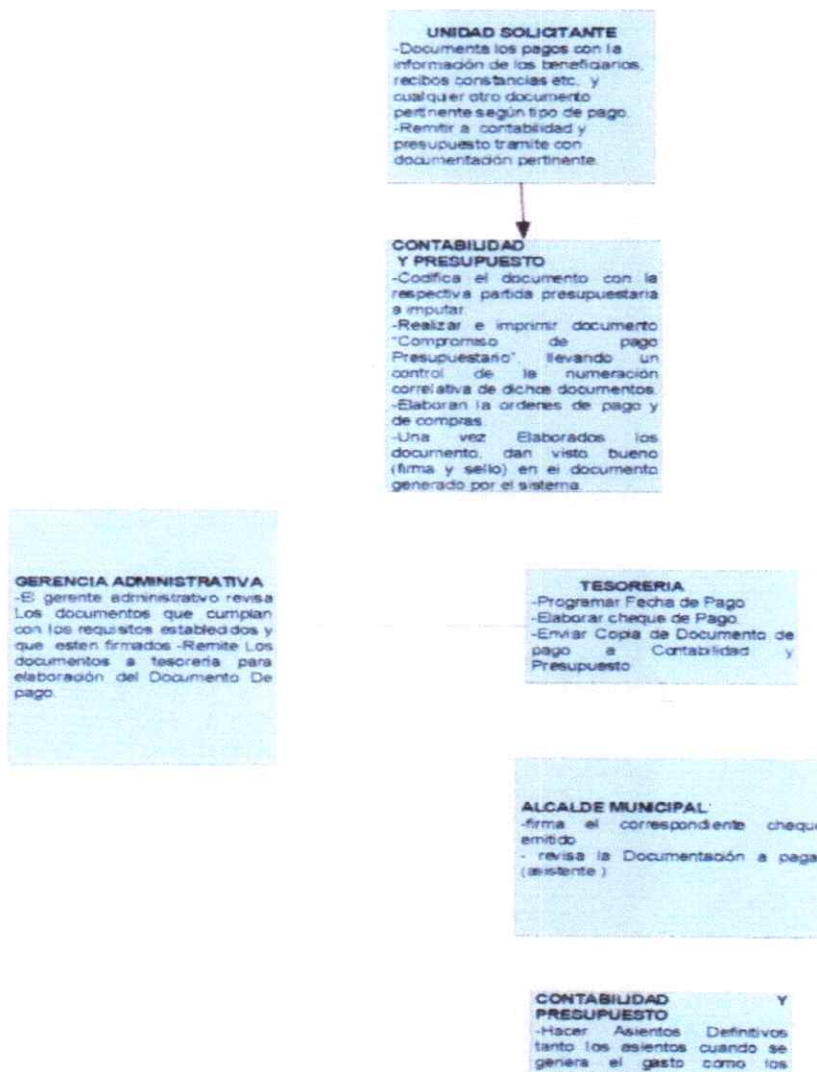 UNIDAD SOLICITANTE
-Documenta los pagos con la
información de los beneficiarios,
recibos constancias etc. y
cualquier otro documento
pertinente según tipo de pago.
-Remitir a contabilidad y
presupuesto tramite con
documentación pertinente.
CONTABILIDAD
Y PRESUPUESTO
-Codifica el documento con la
respectiva partida presupuestaria
a imputar.
-Realizar e imprimir documento
"Compromiso de pago
Presupuestario", llevando un
control de la numeración
correlativa de dichos documentos.
-Elaboran la ordenes de pago y
de compras.
-Una vez Elaborados los
documento, dan visto bueno
(firma y sello) en el documento
generado por el sistema.
GERENCIA ADMINISTRATIVA
-El gerente administrativo revisa
Los documentos que cumplan
con los requisitos establecidos y
que esten firmados -Remite Los
documentos a tesoreria para
elaboración del Documento De
pago.
TESORERIA
-Programar Fecha de Pago
-Elaborar cheque de Pago.
-Enviar Copia de Documento de
pago a Contabilidad y
Presupuesto
ALCALDE MUNICIPAL
-firma el correspondiente cheque
emitido
- revisa la Documentación a paga
(asistente )
CONTABILIDAD Y
PRESUPUESTO
-Hacer Asientos Definitivos
tanto los asientos cuando se
genera el gasto como los